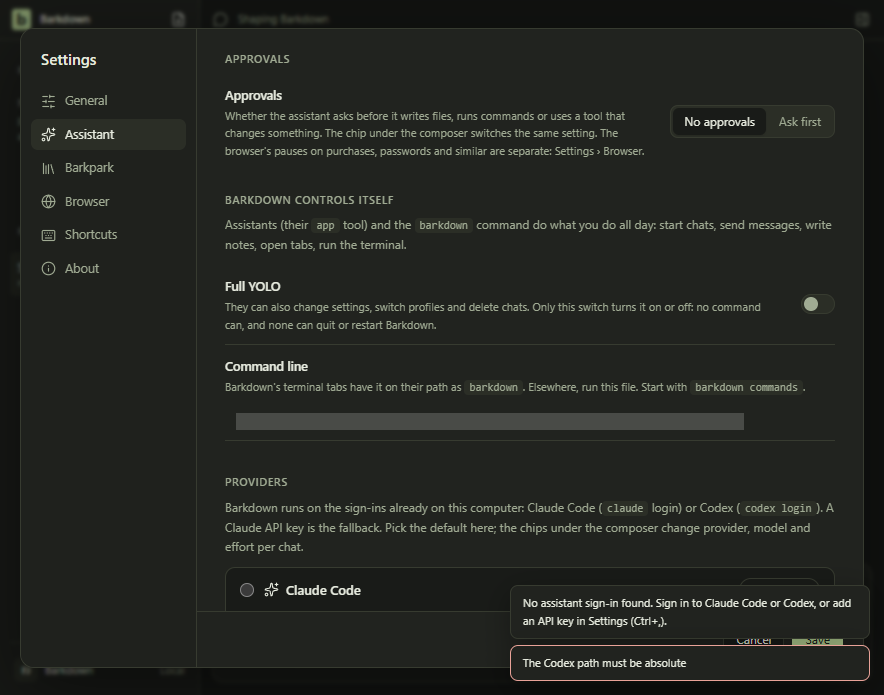 Barkdown
Shaping Barkdown
Settings
General
Assistant
Barkpark
Browser
Shortcuts
About
APPROVALS
Approvals
Whether the assistant asks before it writes files, runs commands or uses a tool that
changes something. The chip under the composer switches the same setting. The
browser's pauses on purchases, passwords and similar are separate: Settings › Browser.
No approvals
Ask first
BARKDOWN CONTROLS ITSELF
Assistants (their app tool) and the barkdown command do what you do all day: start chats, send messages, write
notes, open tabs, run the terminal.
Full YOLO
They can also change settings, switch profiles and delete chats. Only this switch turns it on or off: no command
can, and none can quit or restart Barkdown.
Command line
Barkdown's terminal tabs have it on their path as barkdown. Elsewhere, run this file. Start with barkdown commands.
PROVIDERS
Barkdown runs on the sign-ins already on this computer: Claude Code (claude login) or Codex (codex login). A
Claude API key is the fallback. Pick the default here; the chips under the composer change provider, model and
effort per chat.
Claude Code
No assistant sign-in found. Sign in to Claude Code or Codex, or add
an API key in Settings (Ctrl+,).
Cancel
Save
The Codex path must be absolute
Barkdown